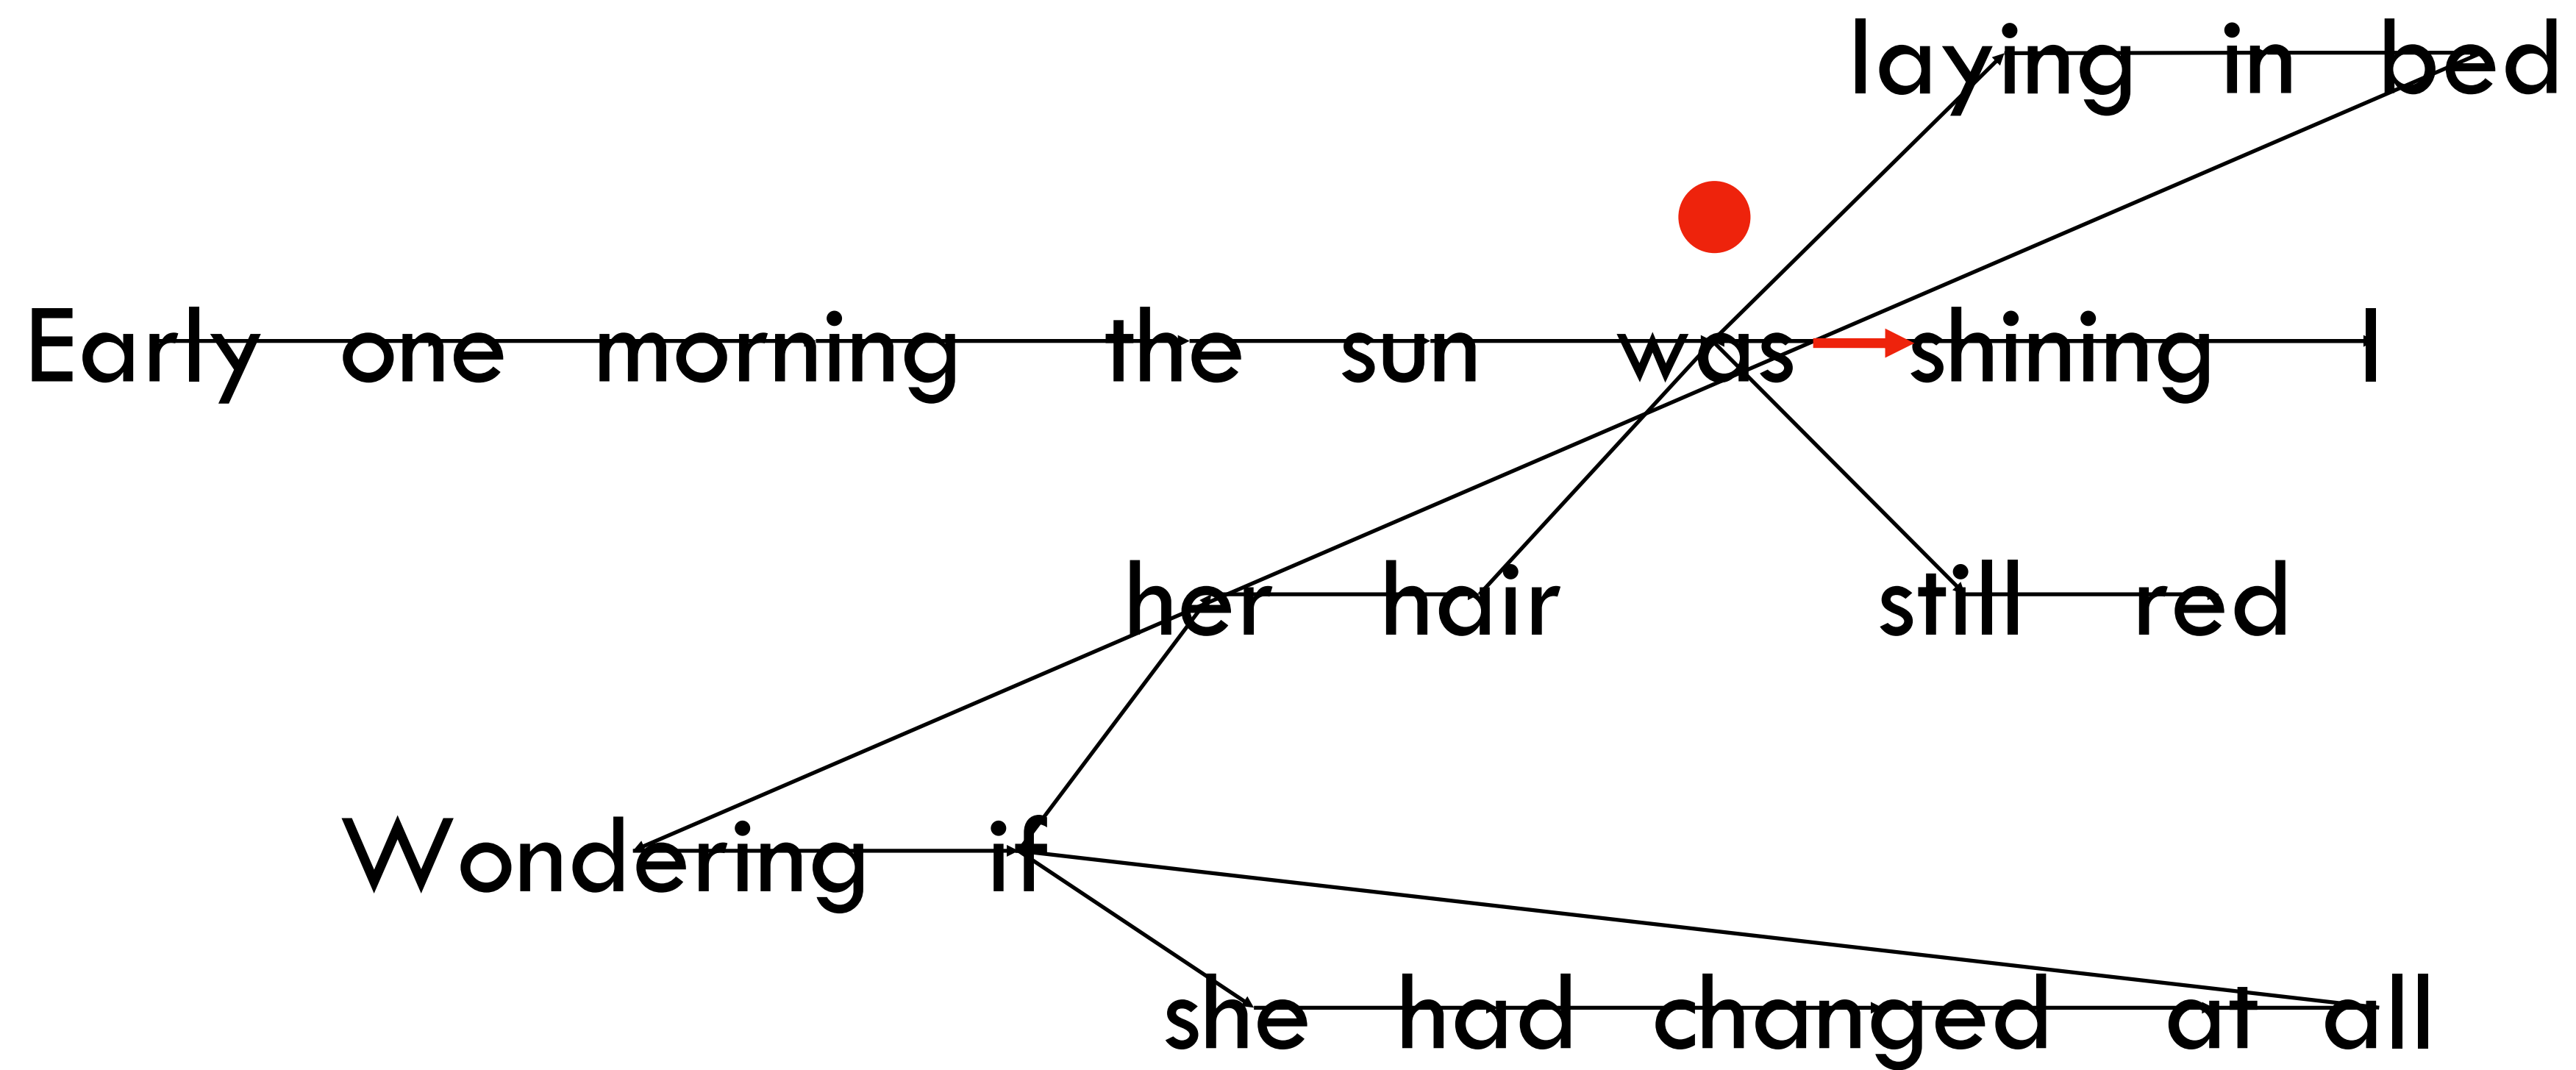 laying in bed
Early one morning the sun was shining I
her hair still red
Wondering if
she had changed at all